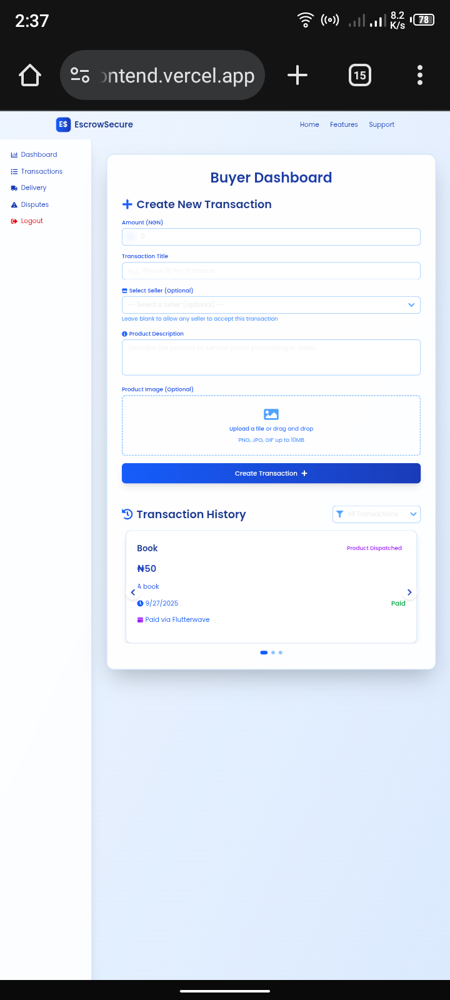 2:37
8.2
K/s
78
ontend.vercel.app
15
E$ EscrowSecure
Home Features Support
Dashboard
Transactions
Delivery
Disputes
Logout
Buyer Dashboard
Create New Transaction
Amount (NGN)
0
Transaction Title
e.g., iPhone 15 Pro Purchase
Select Seller (Optional)
-- Select a seller (optional) --
Leave blank to allow any seller to accept this transaction
Product Description
Describe the product or service you're purchasing in detail...
Product Image (Optional)
Upload a file or drag and drop
PNG, JPG, GIF up to 10MB
Create Transaction
Transaction History
All Transactions
Book
Product Dispatched
₦50
A book
9/27/2025
Paid
Paid via Flutterwave